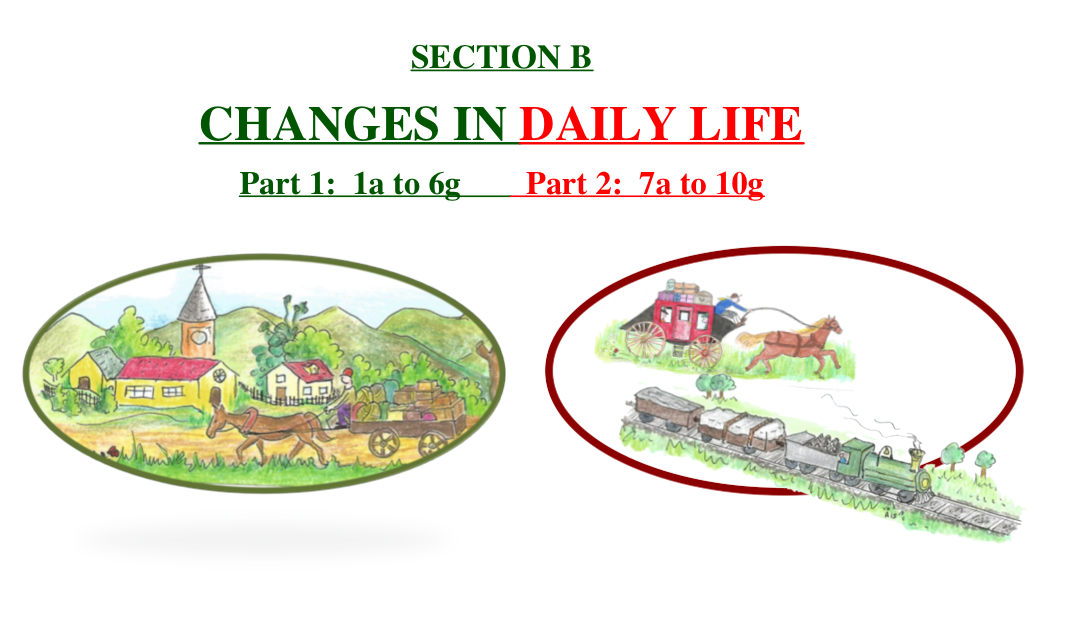 SECTION B
CHANGES IN DAILY LIFE
Part 1:  1a to 6g        Part 2:  7a to 10g